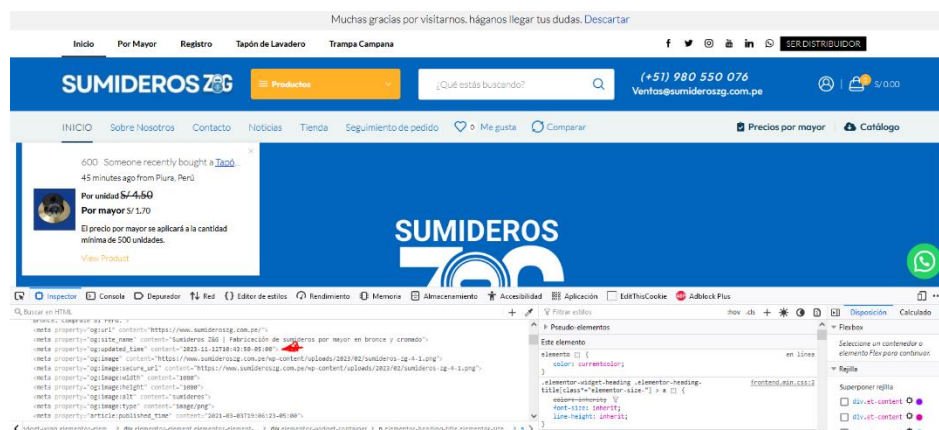 Muchas gracias por visitarnos. háganos llegar tus dudas. Descartar
Inicio Por Mayor Registro Tapón de Lavadero Trampa Campana SER DISTRIBUIDOR
SUMIDEROS ZG Productos ¿Qué estás buscando? (+51) 980 550 076 S/0.00
Ventas@sumideroszg.com.pe
INICIO Sobre Nosotros Contacto Noticias Tienda Seguimiento de pedido 0 Me gusta Comparar Precios por mayor Catálogo
600 Someone recently bought a Tapó...
45 minutes ago from Piura, Perú
Por unidad S/4.50
Por mayor S/ 1.70
El precio por mayor se aplicará a la cantidad
mínima de 500 unidades.
View Product
SUMIDEROS
Inspector Consola Depurador Red Editor de estilos Rendimiento Memoria Almacenamiento Accesibilidad Aplicación EditThisCookie Adblock Plus
Buscar en HTML Filtrar estilos :hov .cls Disposición Calculado
<meta property="og:url" content="https://www.sumideroszg.com.pe/">
<meta property="og:site_name" content="Sumideros Z&G | Fabricación de sumideros por mayor en bronce y cromado">
<meta property="og:updated_time" content="2023-11-12T18:43:50-05:00">
<meta property="og:image" content="https://www.sumideroszg.com.pe/wp-content/uploads/2023/02/sumideros-zg-4-1.png">
<meta property="og:image:secure_url" content="https://www.sumideroszg.com.pe/wp-content/uploads/2023/02/sumideros-zg-4-1.png">
<meta property="og:image:width" content="1000">
<meta property="og:image:height" content="1000">
<meta property="og:image:alt" content="sumideros">
<meta property="og:image:type" content="image/png">
<meta property="article:published_time" content="2021-03-03T19:06:23-05:00">
Pseudo-elementos
Este elemento
elemento { en línea
color: currentcolor;
}
.elementor-widget-heading .elementor-heading- frontend.min.css:2
title[class*="elementor-size-"] > a {
color: inherit;
font-size: inherit;
line-height: inherit;
}
Flexbox
Seleccione un contenedor o
elemento Flex para continuar.
Rejilla
Superponer rejilla
div.et-content
div.et-content